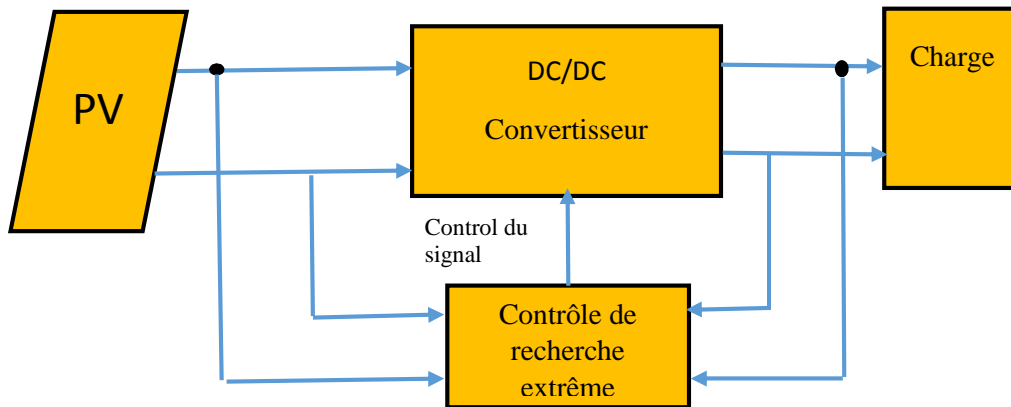 PV
DC/DC
Convertisseur
Charge
Control du
signal
Contrôle de
recherche
extrême